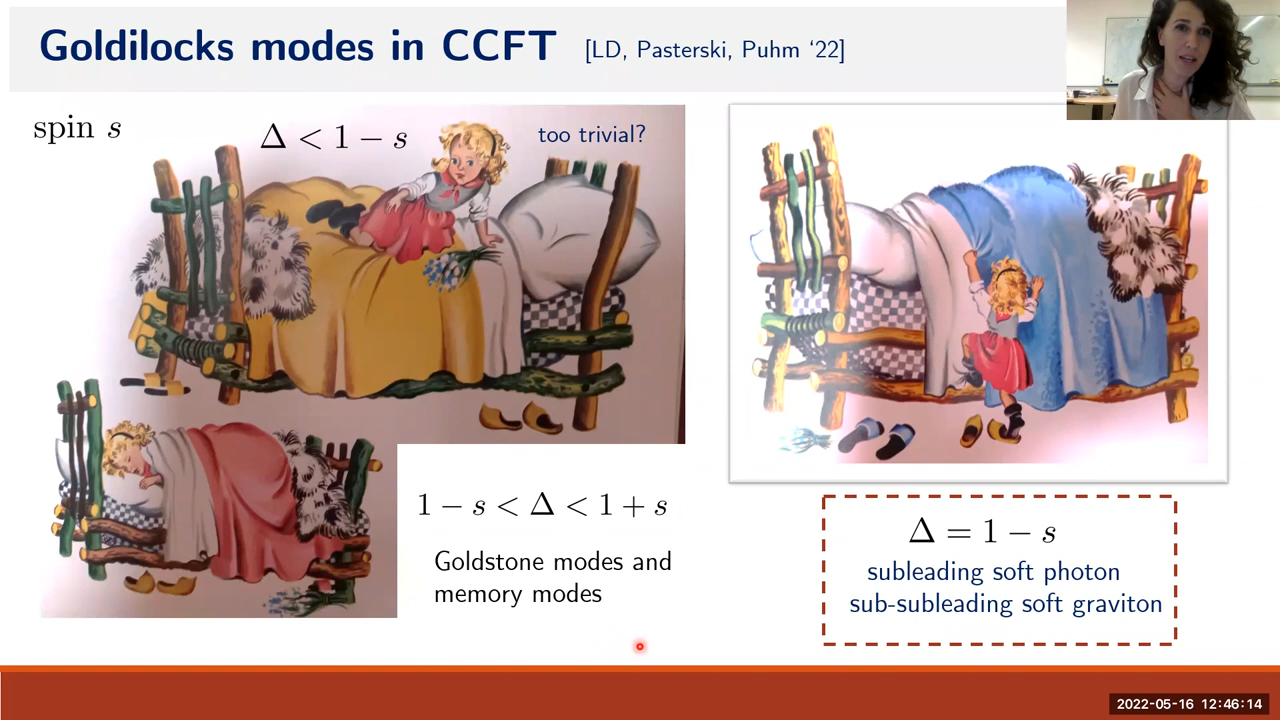 Goldilocks modes in CCFT [LD, Pasterski, Puhm ‘22]
spin s
Δ < 1 − s
too trivial?
1 − s < Δ < 1 + s
Goldstone modes and
memory modes
Δ = 1 − s
subleading soft photon
sub-subleading soft graviton
2022-05-16 12:46:14